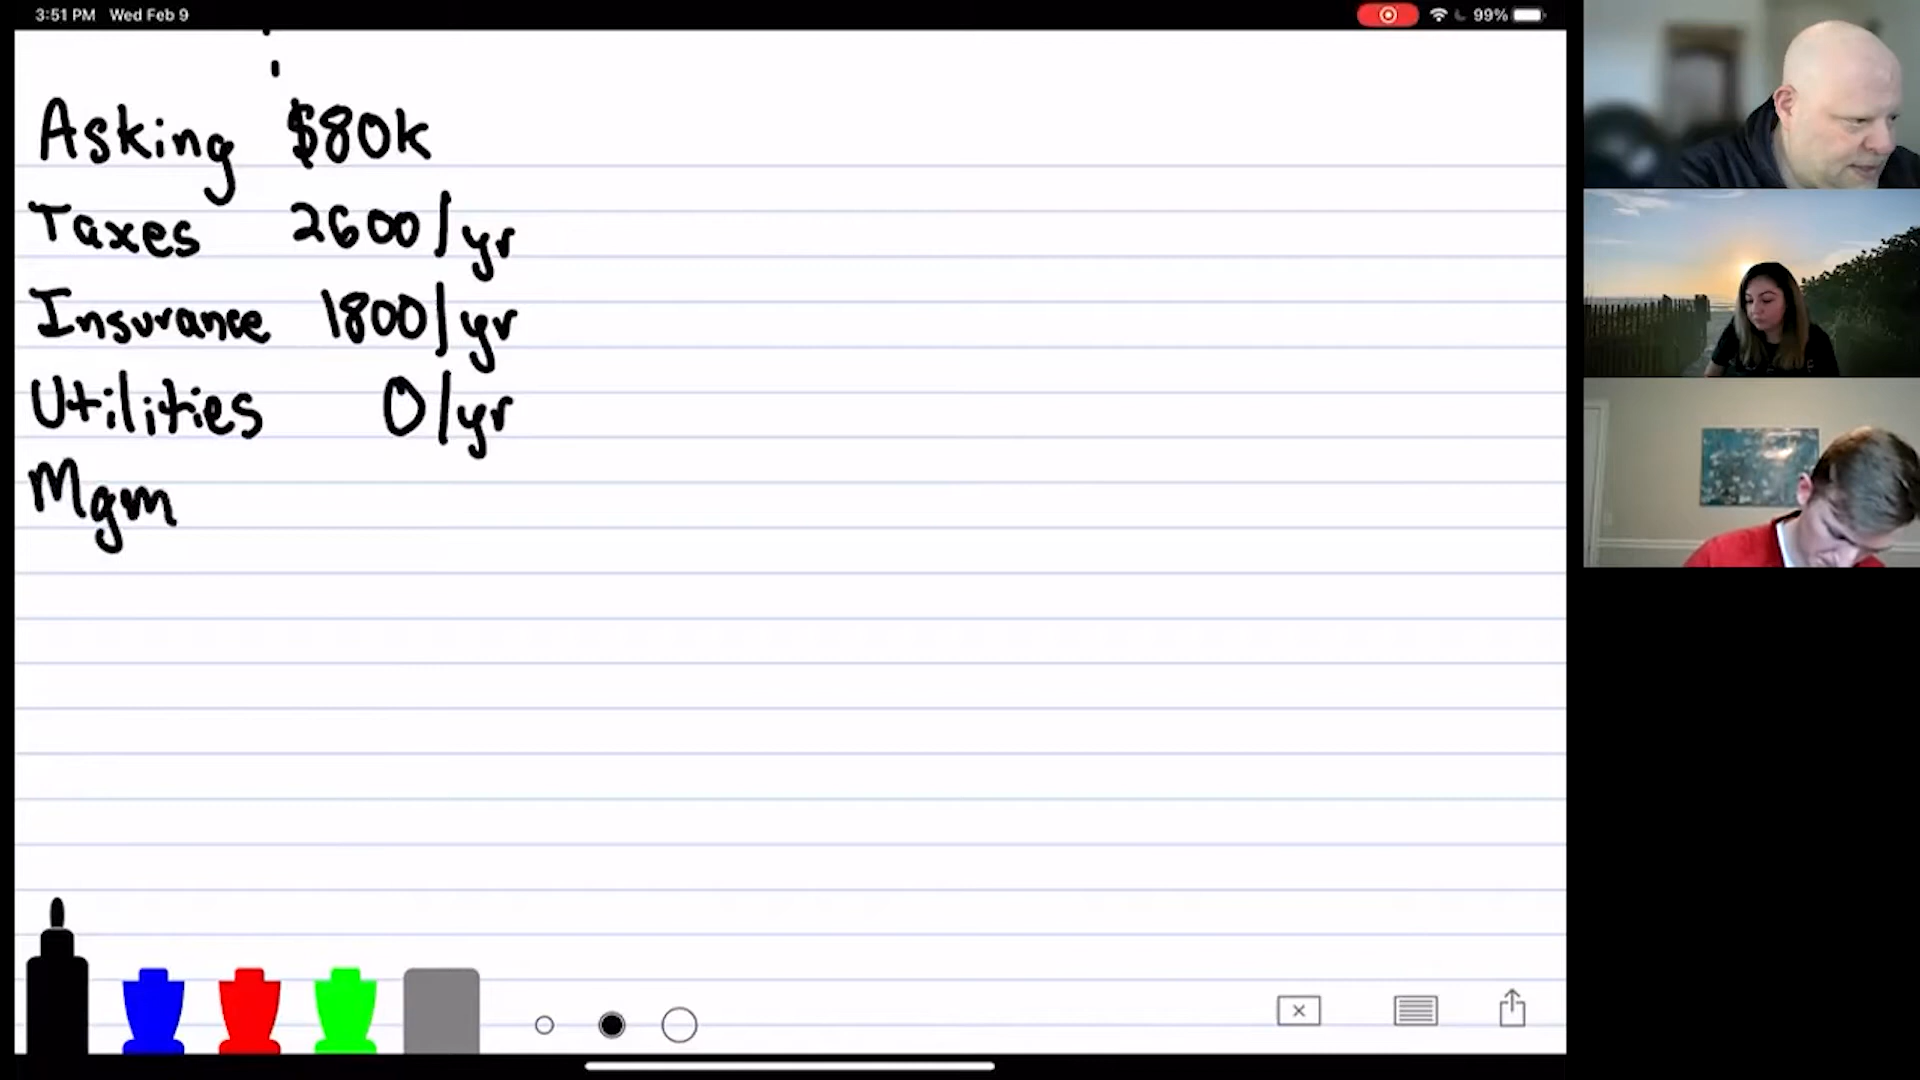 3:51 PM Wed Feb 9
99%
Asking $80k
Taxes 2600/yr
Insurance 1800/yr
Utilities 0/yr
Mgm